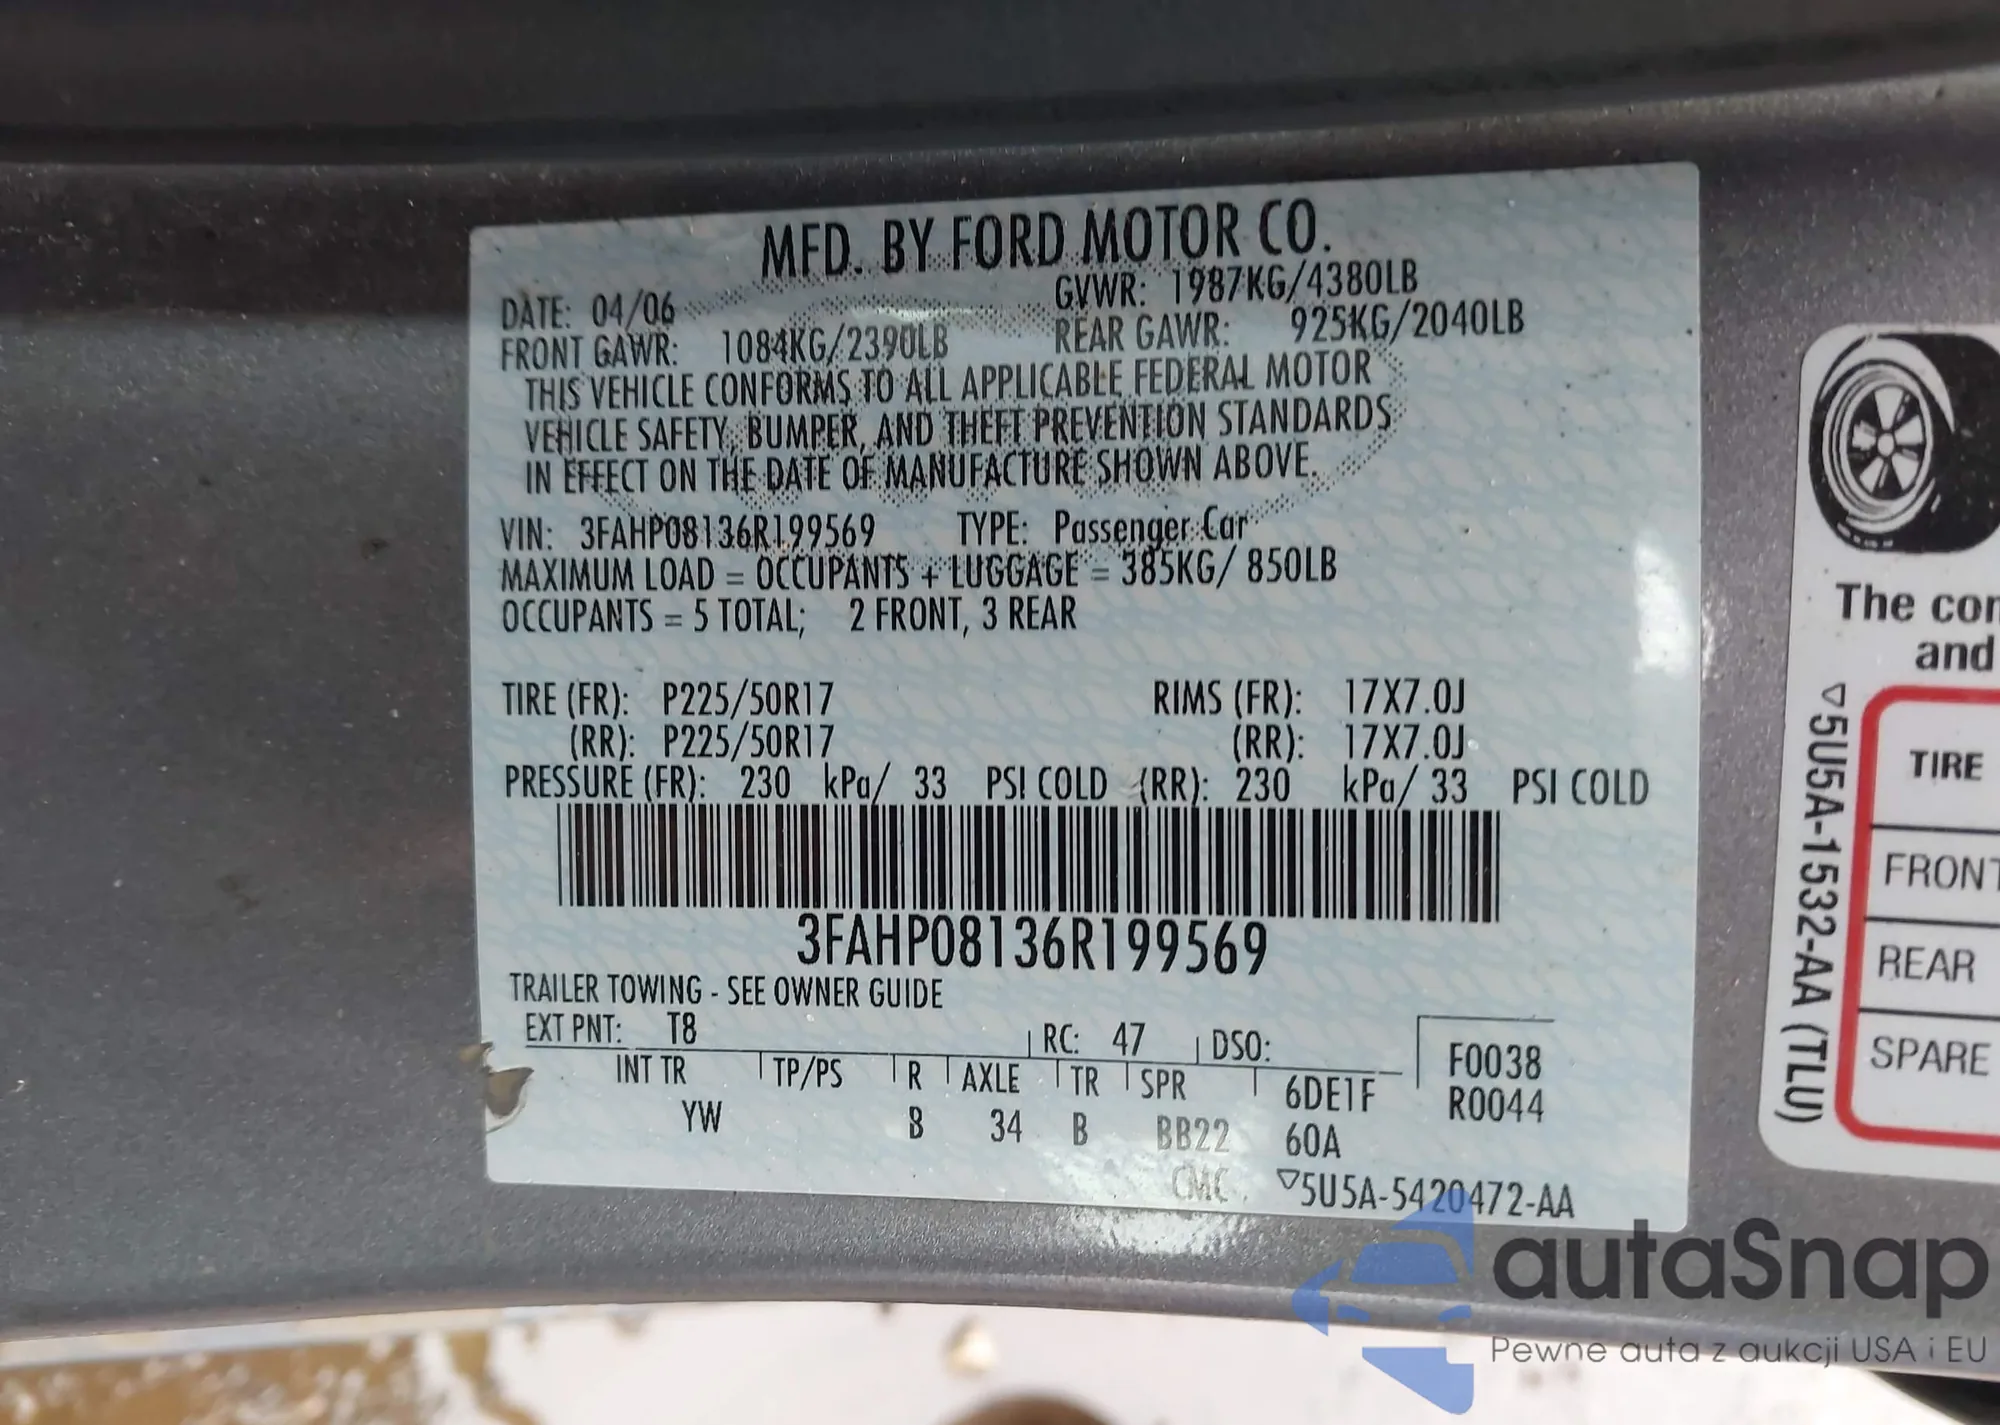 MFD. BY FORD MOTOR CO.
DATE: 04/06 GVWR: 1987KG/4380LB
FRONT GAWR: 1084KG/2390LB REAR GAWR: 925KG/2040LB
THIS VEHICLE CONFORMS TO ALL APPLICABLE FEDERAL MOTOR
VEHICLE SAFETY, BUMPER, AND THEFT PREVENTION STANDARDS
IN EFFECT ON THE DATE OF MANUFACTURE SHOWN ABOVE.
VIN: 3FAHP08136R199569 TYPE: Passenger Car
MAXIMUM LOAD = OCCUPANTS + LUGGAGE = 385KG/ 850LB
OCCUPANTS = 5 TOTAL; 2 FRONT, 3 REAR
TIRE (FR): P225/50R17 RIMS (FR): 17X7.0J
(RR): P225/50R17 (RR): 17X7.0J
PRESSURE (FR): 230 kPa/ 33 PSI COLD (RR): 230 kPa/ 33 PSI COLD
3FAHP08136R199569
TRAILER TOWING - SEE OWNER GUIDE
EXT PNT: T8 RC: 47 DSO:
INT TR TP/PS R AXLE TR SPR 6DE1F F0038
YW 8 34 B BB22 60A R0044
CMC ▽5U5A-5420472-AA
The con
and
▽5U5A-1532-AA (TLU)
TIRE
FRONT
REAR
SPARE
autaSnap
Pewne auta z aukcji USA i EU